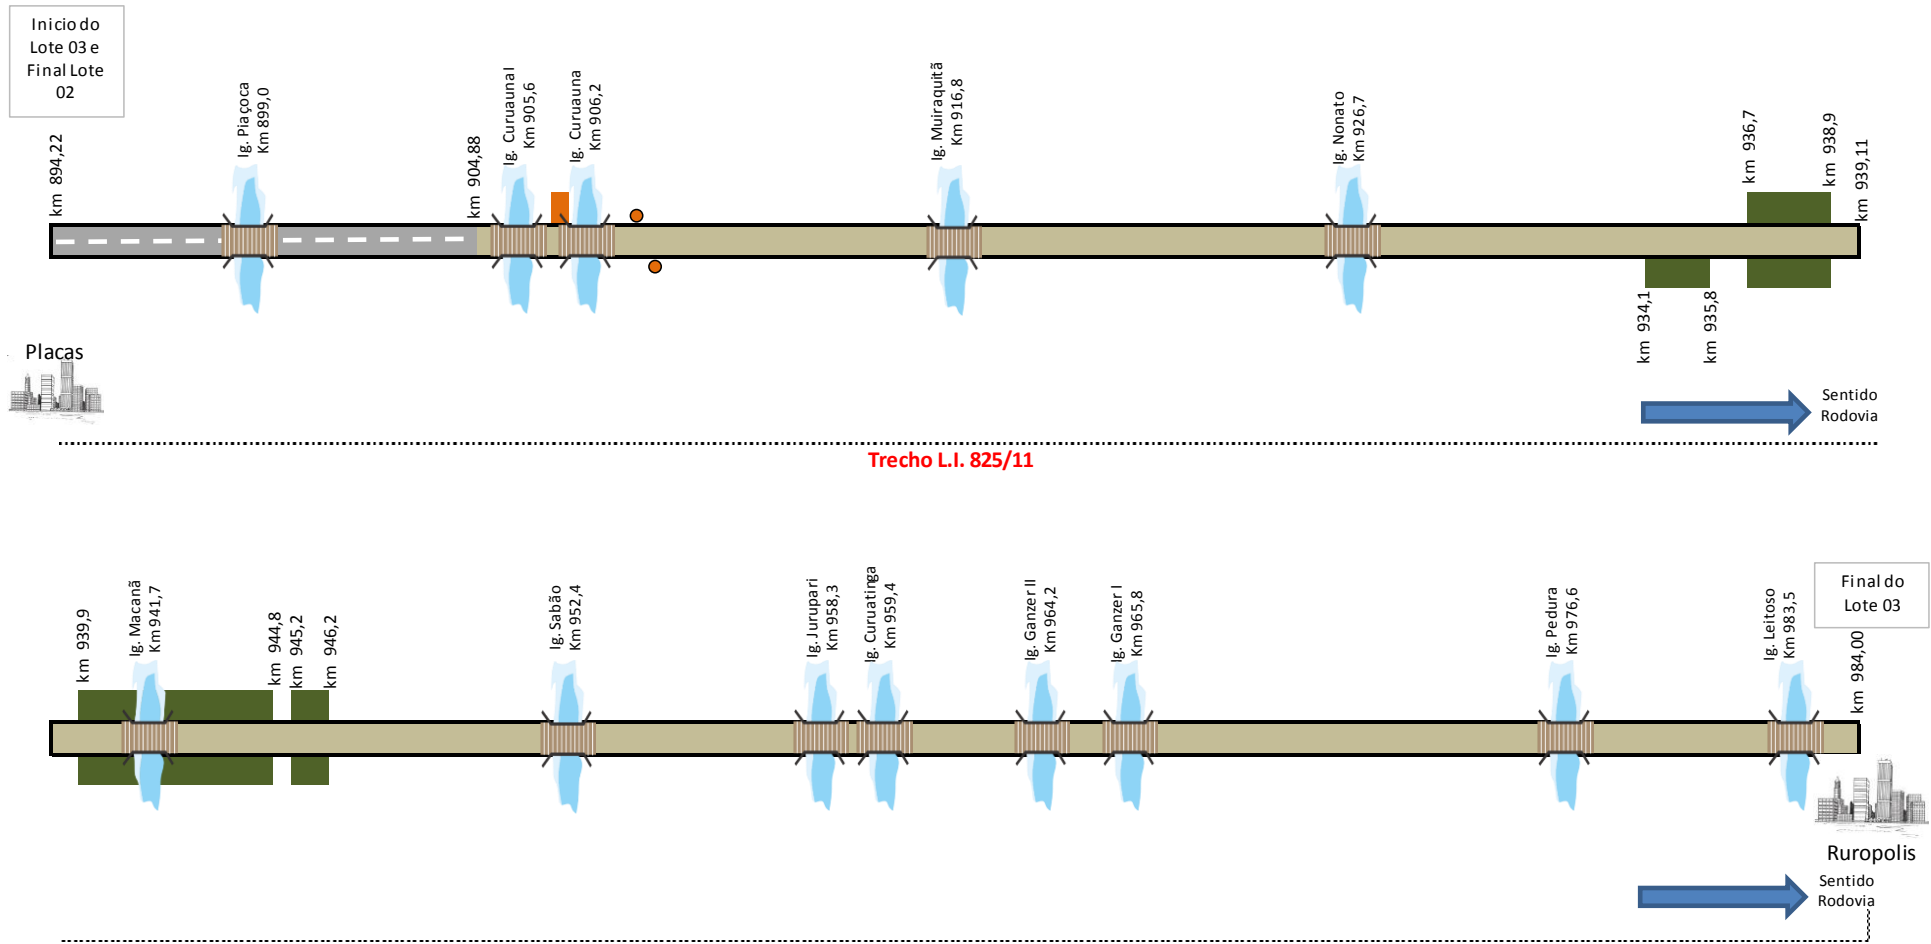 Inicio do
Lote 03 e
Final Lote
02
km 894,22
Ig. Piaçoca
Km 899,0
km 904,88
Ig. Curuauna I
Km 905,6
Ig. Curuauna
Km 906,2
Ig. Muiraquitã
Km 916,8
Ig. Nonato
Km 926,7
km 936,7
km 938,9
km 939,11
km 934,1
km 935,8
Placas
Sentido
Rodovia
Trecho L.I. 825/11
km 939,9
Ig. Macanã
Km 941,7
km 944,8
km 945,2
km 946,2
Ig. Sabão
Km 952,4
Ig. Jurupari
Km 958,3
Ig. Curuatinga
Km 959,4
Ig. Ganzer II
Km 964,2
Ig. Ganzer I
Km 965,8
Ig. Pedura
Km 976,6
Ig. Leitoso
Km 983,5
Final do
Lote 03
km 984,00
Ruropolis
Sentido
Rodovia